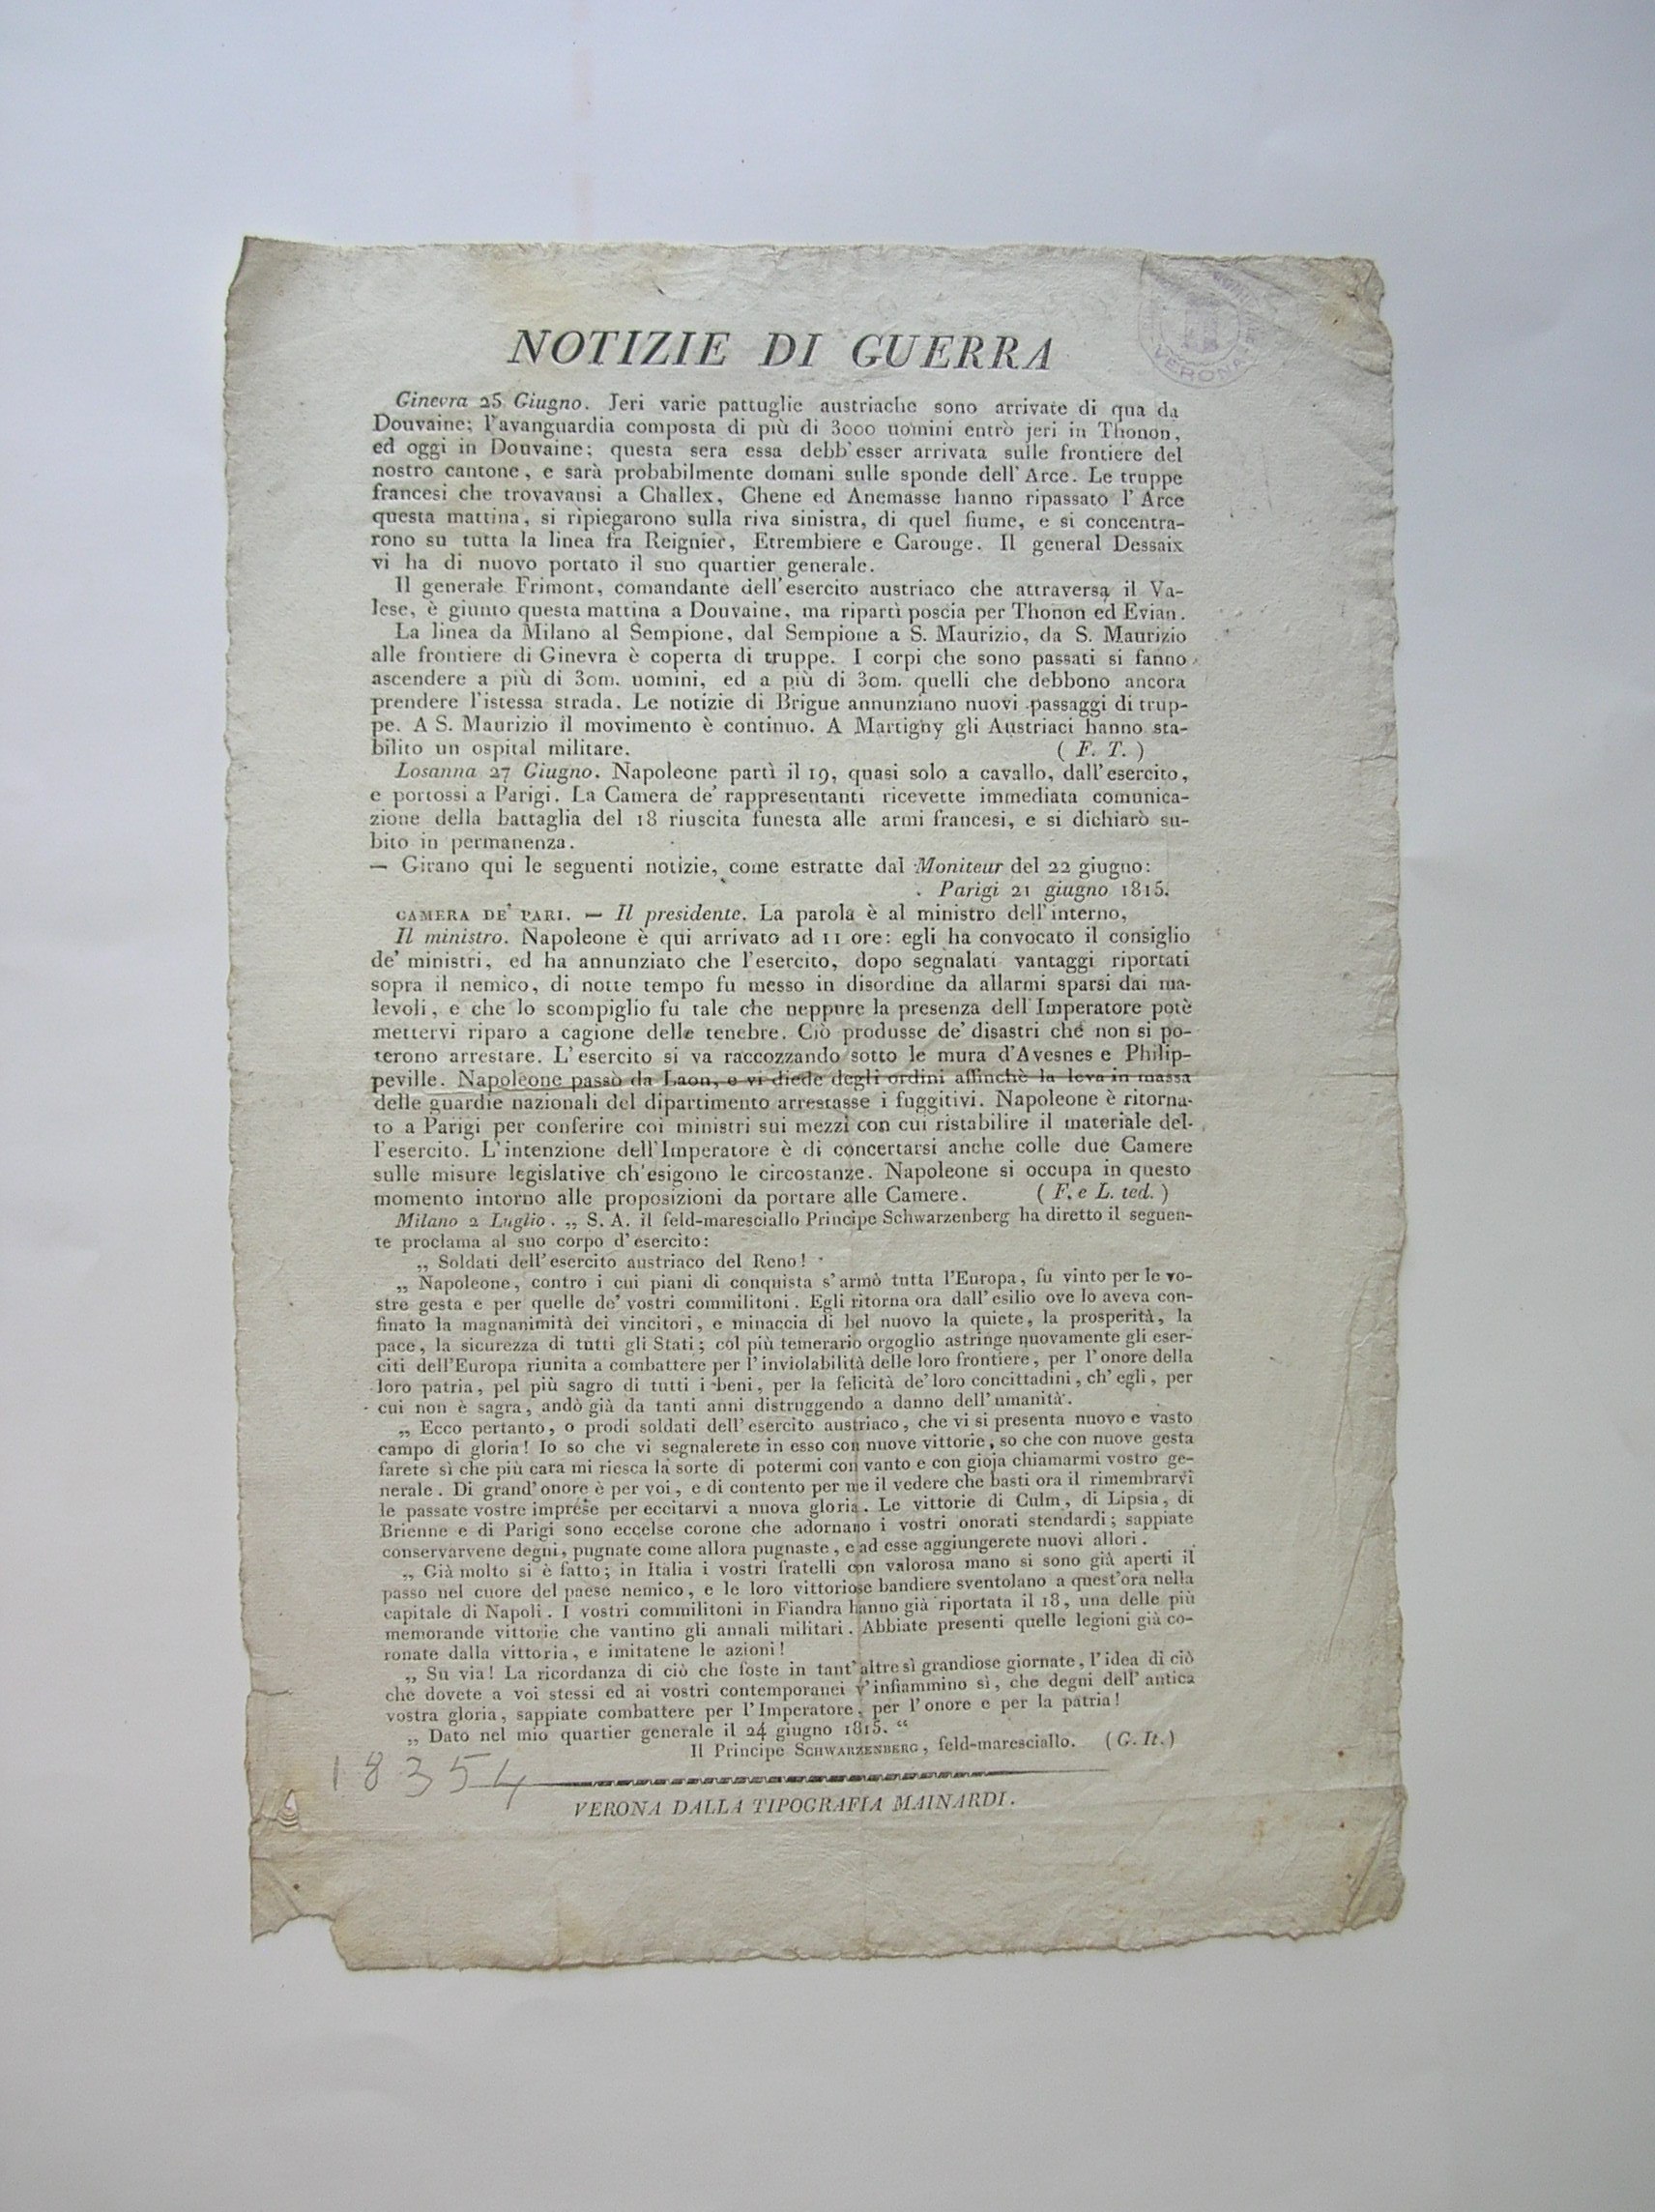 NOTIZIE DI GUERRA
VERONA
Ginevra 25 Giugno. Jeri varie pattuglie austriache sono arrivate di qua da
Douvaine; l'avanguardia composta di più di 3000 uomini entrò jeri in Thonon,
ed oggi in Douvaine; questa sera essa debb'esser arrivata sulle frontiere del
nostro cantone, e sarà probabilmente domani sulle sponde dell'Arce. Le truppe
francesi che trovavansi a Challex, Chene ed Anemasse hanno ripassato l'Arce
questa mattina, si ripiegarono sulla riva sinistra, di quel fiume, e si concentra-
rono su tutta la linea fra Reignier, Etrembiere e Carouge. Il general Dessaix
vi ha di nuovo portato il suo quartier generale.
Il generale Frimont, comandante dell'esercito austriaco che attraversa il Va-
lese, è giunto questa mattina a Douvaine, ma ripartì poscia per Thonon ed Evian.
La linea da Milano al Sempione, dal Sempione a S. Maurizio, da S. Maurizio
alle frontiere di Ginevra è coperta di truppe. I corpi che sono passati si fanno
ascendere a più di 30m. uomini, ed a più di 30m. quelli che debbono ancora
prendere l'istessa strada. Le notizie di Brigue annunziano nuovi passaggi di trup-
pe. A S. Maurizio il movimento è continuo. A Martigny gli Austriaci hanno sta-
bilito un ospital militare. ( F. T. )
Losanna 27 Giugno. Napoleone partì il 19, quasi solo a cavallo, dall'esercito,
e portossi a Parigi. La Camera de' rappresentanti ricevette immediata comunica-
zione della battaglia del 18 riuscita funesta alle armi francesi, e si dichiarò su-
bito in permanenza.
— Girano qui le seguenti notizie, come estratte dal Moniteur del 22 giugno:
Parigi 21 giugno 1815.
CAMERA DE' PARI. — Il presidente. La parola è al ministro dell'interno,
Il ministro. Napoleone è qui arrivato ad 11 ore: egli ha convocato il consiglio
de' ministri, ed ha annunziato che l'esercito, dopo segnalati vantaggi riportati
sopra il nemico, di notte tempo fu messo in disordine da allarmi sparsi dai ma-
levoli, e che lo scompiglio fu tale che neppure la presenza dell'Imperatore potè
mettervi riparo a cagione delle tenebre. Ciò produsse de' disastri che non si po-
terono arrestare. L'esercito si va raccozzando sotto le mura d'Avesnes e Philip-
peville. Napoleone passò da Laon, e vi diede degli ordini affinchè la leva in massa
delle guardie nazionali del dipartimento arrestasse i fuggitivi. Napoleone è ritorna-
to a Parigi per conferire coi ministri sui mezzi con cui ristabilire il materiale del-
l'esercito. L'intenzione dell'Imperatore è di concertarsi anche colle due Camere
sulle misure legislative ch'esigono le circostanze. Napoleone si occupa in questo
momento intorno alle proposizioni da portare alle Camere. ( F. e L. ted. )
Milano 2 Luglio. „ S. A. il feld-maresciallo Principe Schwarzenberg ha diretto il seguen-
te proclama al suo corpo d'esercito:
„ Soldati dell'esercito austriaco del Reno!
„ Napoleone, contro i cui piani di conquista s'armò tutta l'Europa, fu vinto per le vo-
stre gesta e per quelle de' vostri commilitoni. Egli ritorna ora dall'esilio ove lo aveva con-
finato la magnanimità dei vincitori, e minaccia di bel nuovo la quiete, la prosperità, la
pace, la sicurezza di tutti gli Stati; col più temerario orgoglio astringe nuovamente gli eser-
citi dell'Europa riunita a combattere per l'inviolabilità delle loro frontiere, per l'onore della
loro patria, pel più sagro di tutti i beni, per la felicità de' loro concittadini, ch'egli, per
cui non è sagra, andò già da tanti anni distruggendo a danno dell'umanità.
„ Ecco pertanto, o prodi soldati dell'esercito austriaco, che vi si presenta nuovo e vasto
campo di gloria! Io so che vi segnalerete in esso con nuove vittorie, so che con nuove gesta
farete sì che più cara mi riesca la sorte di potermi con vanto e con gioja chiamarmi vostro ge-
nerale. Di grand'onore è per voi, e di contento per me il vedere che basti ora il rimembrarvi
le passate vostre imprese per eccitarvi a nuova gloria. Le vittorie di Culm, di Lipsia, di
Brienne e di Parigi sono eccelse corone che adornano i vostri onorati stendardi; sappiate
conservarvene degni, pugnate come allora pugnaste, e ad esse aggiungerete nuovi allori.
„ Già molto si è fatto; in Italia i vostri fratelli con valorosa mano si sono già aperti il
passo nel cuore del paese nemico, e le loro vittoriose bandiere sventolano a quest'ora nella
capitale di Napoli. I vostri commilitoni in Fiandra hanno già riportata il 18, una delle più
memorande vittorie che vantino gli annali militari. Abbiate presenti quelle legioni già co-
ronate dalla vittoria, e imitatene le azioni!
„ Su via! La ricordanza di ciò che foste in tant'altre sì grandiose giornate, l'idea di ciò
che dovete a voi stessi ed ai vostri contemporanei v'infiammino sì, che degni dell'antica
vostra gloria, sappiate combattere per l'Imperatore, per l'onore e per la patria!
„ Dato nel mio quartier generale il 24 giugno 1815. “
Il Principe SCHWARZENBERG, feld-maresciallo. (G. It.)
18354
VERONA DALLA TIPOGRAFIA MAINARDI.